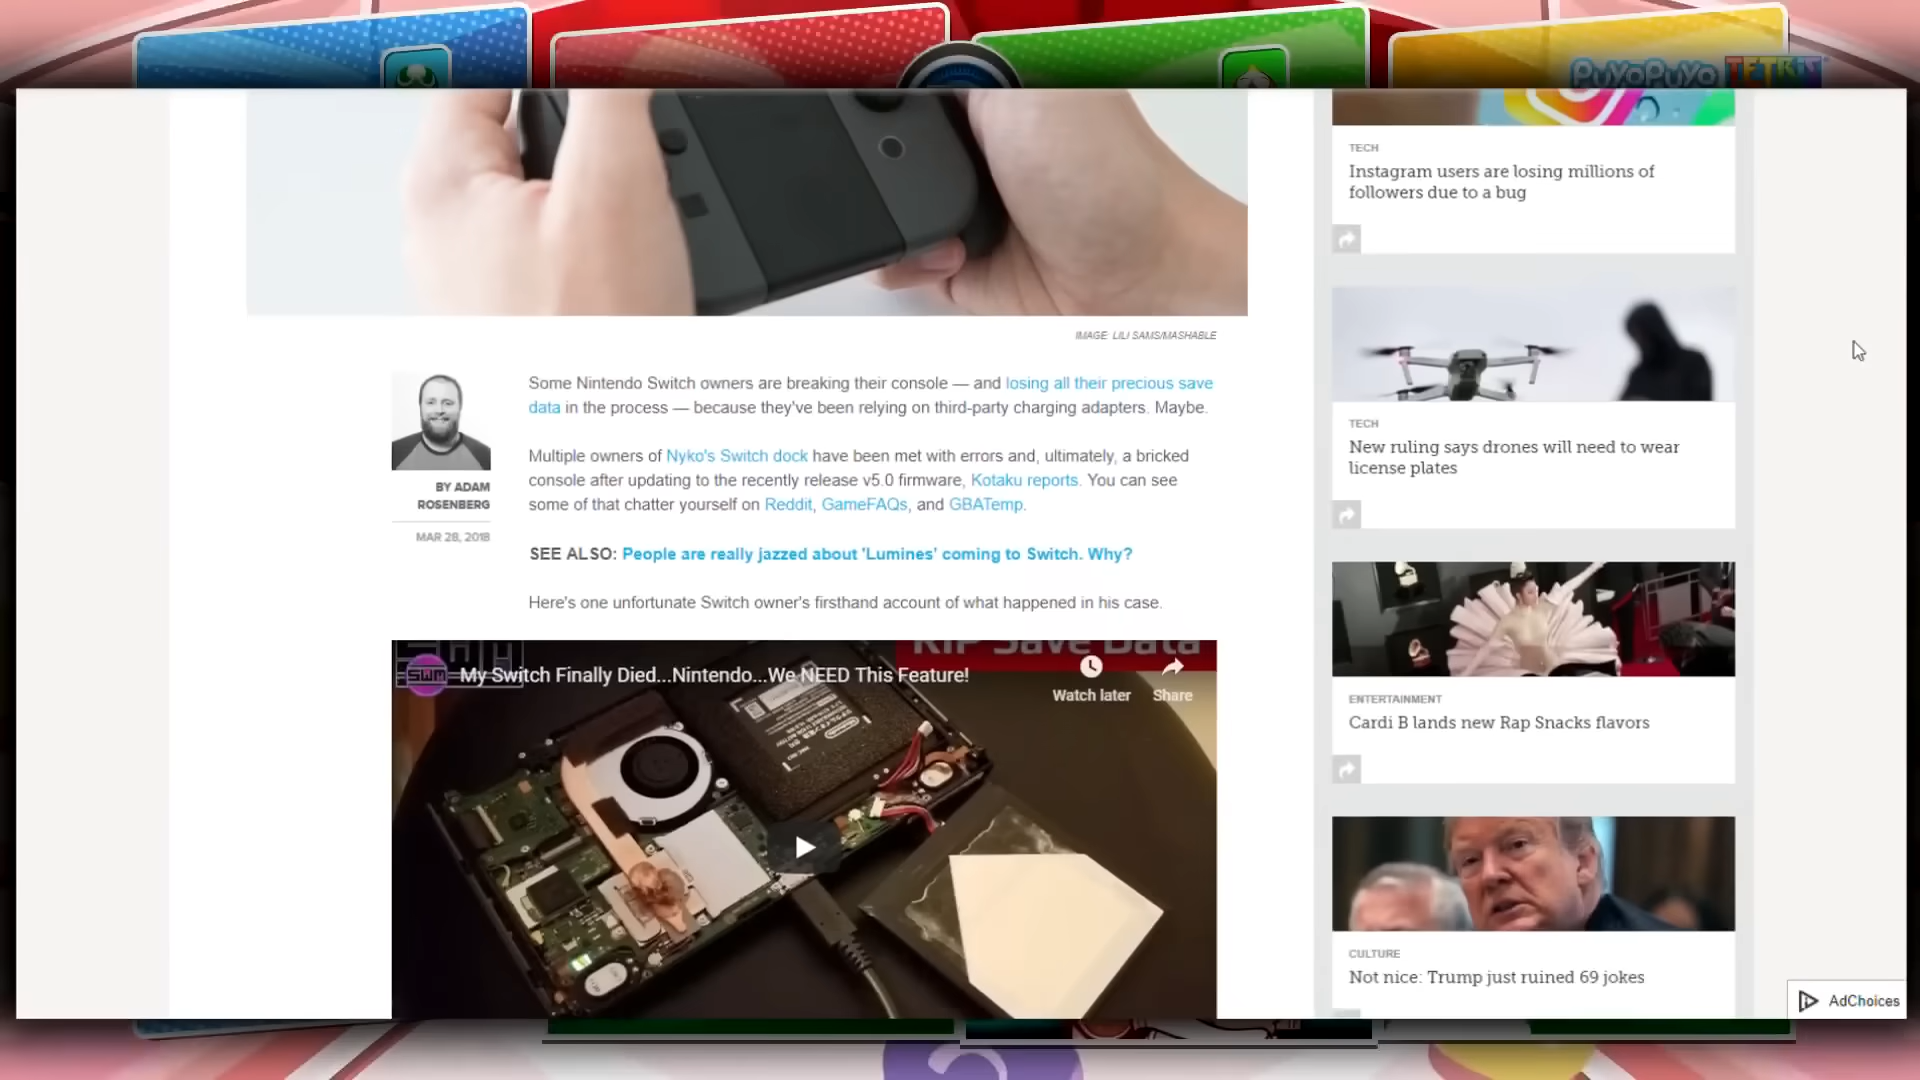 PUYOPUYO TETRIS
IMAGE: LILI SAMS/MASHABLE
BY ADAM
ROSENBERG
MAR 28, 2018
Some Nintendo Switch owners are breaking their console — and losing all their precious save
data in the process — because they've been relying on third-party charging adapters. Maybe.
Multiple owners of Nyko's Switch dock have been met with errors and, ultimately, a bricked
console after updating to the recently release v5.0 firmware, Kotaku reports. You can see
some of that chatter yourself on Reddit, GameFAQs, and GBATemp.
SEE ALSO: People are really jazzed about 'Lumines' coming to Switch. Why?
Here's one unfortunate Switch owner's firsthand account of what happened in his case.
RIP Save Data
SWM
My Switch Finally Died...Nintendo...We NEED This Feature!
Watch later
Share
TECH
Instagram users are losing millions of
followers due to a bug
TECH
New ruling says drones will need to wear
license plates
ENTERTAINMENT
Cardi B lands new Rap Snacks flavors
CULTURE
Not nice: Trump just ruined 69 jokes
AdChoices